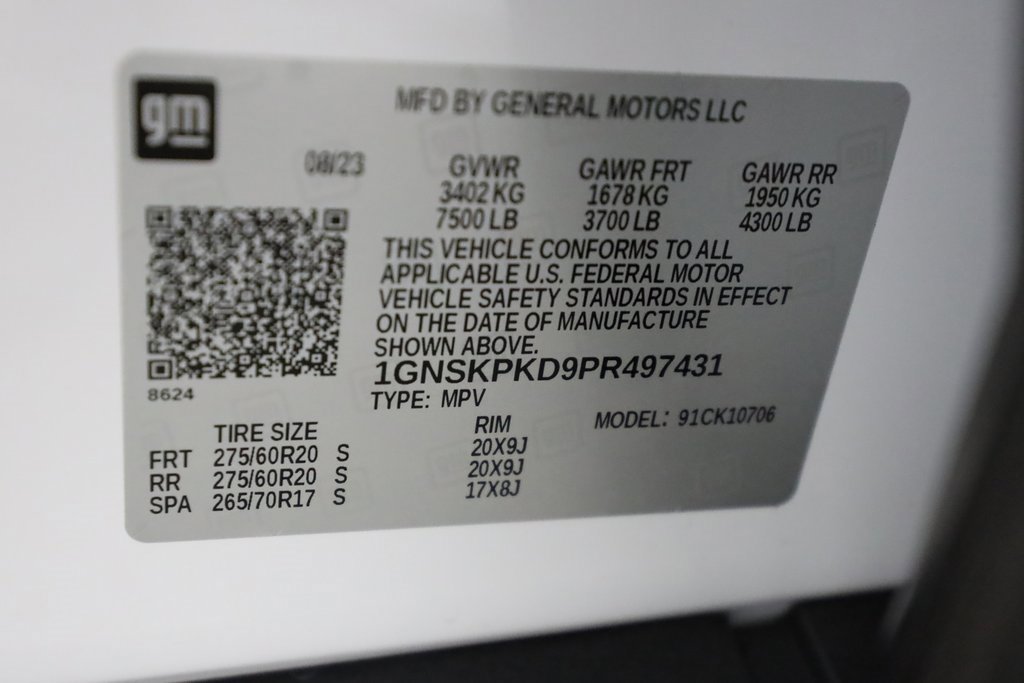 gm
MFD BY GENERAL MOTORS LLC
08/23 GVWR GAWR FRT GAWR RR
3402 KG 1678 KG 1950 KG
7500 LB 3700 LB 4300 LB
THIS VEHICLE CONFORMS TO ALL
APPLICABLE U.S. FEDERAL MOTOR
VEHICLE SAFETY STANDARDS IN EFFECT
ON THE DATE OF MANUFACTURE
SHOWN ABOVE.
1GNSKPKD9PR497431
8624
TYPE: MPV
MODEL: 91CK10706
TIRE SIZE RIM
FRT 275/60R20 S 20X9J
RR 275/60R20 S 20X9J
SPA 265/70R17 S 17X8J